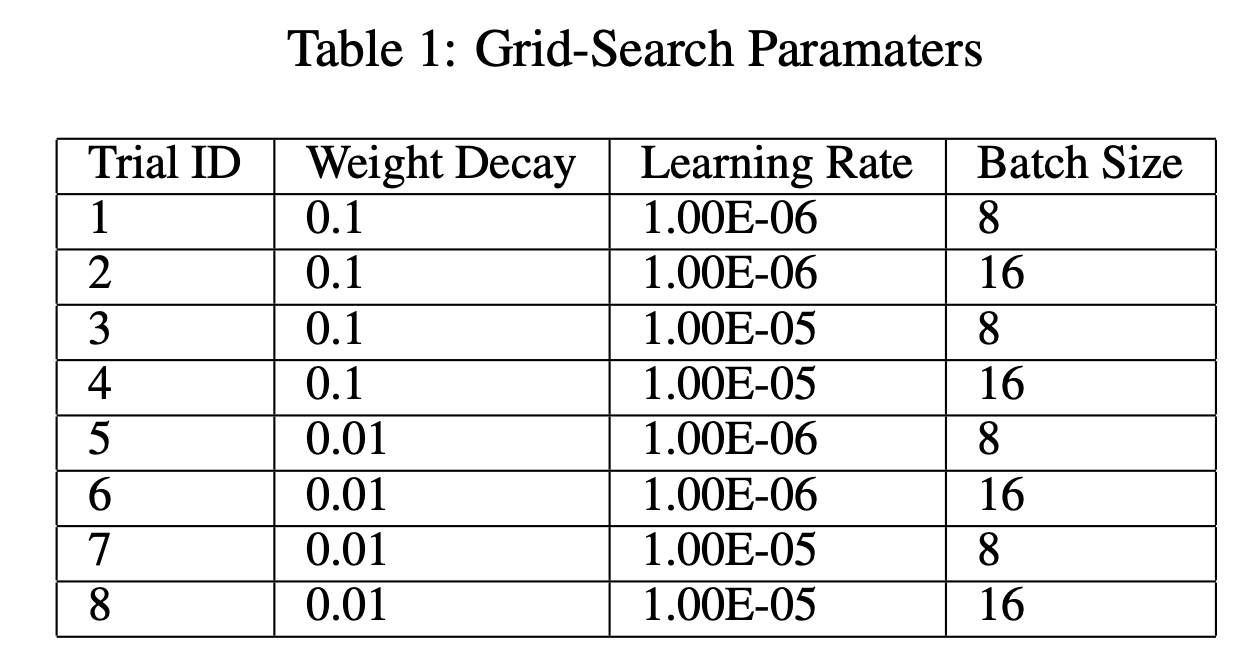 Table 1: Grid-Search Paramaters
Trial ID Weight Decay Learning Rate Batch Size
1 0.1 1.00E-06 8
2 0.1 1.00E-06 16
3 0.1 1.00E-05 8
4 0.1 1.00E-05 16
5 0.01 1.00E-06 8
6 0.01 1.00E-06 16
7 0.01 1.00E-05 8
8 0.01 1.00E-05 16